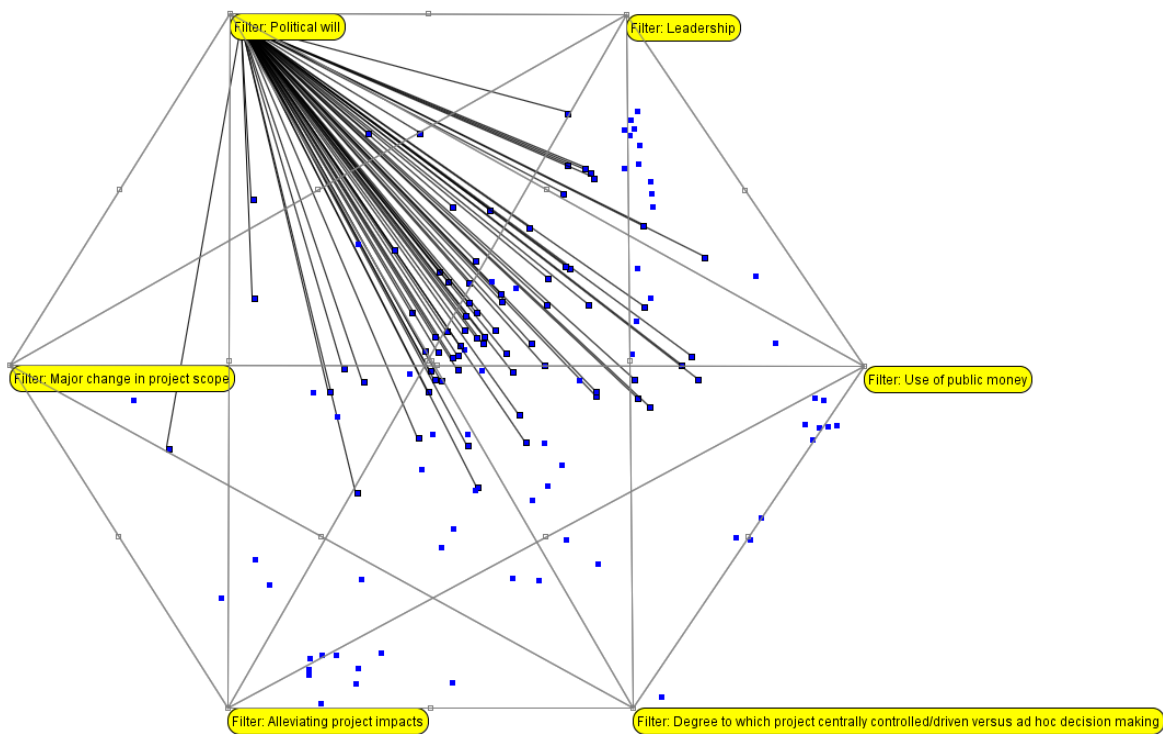 Filter: Political will
Filter: Leadership
Filter: Major change in project scope
Filter: Use of public money
Filter: Alleviating project impacts
Filter: Degree to which project centrally controlled/driven versus ad hoc decision making